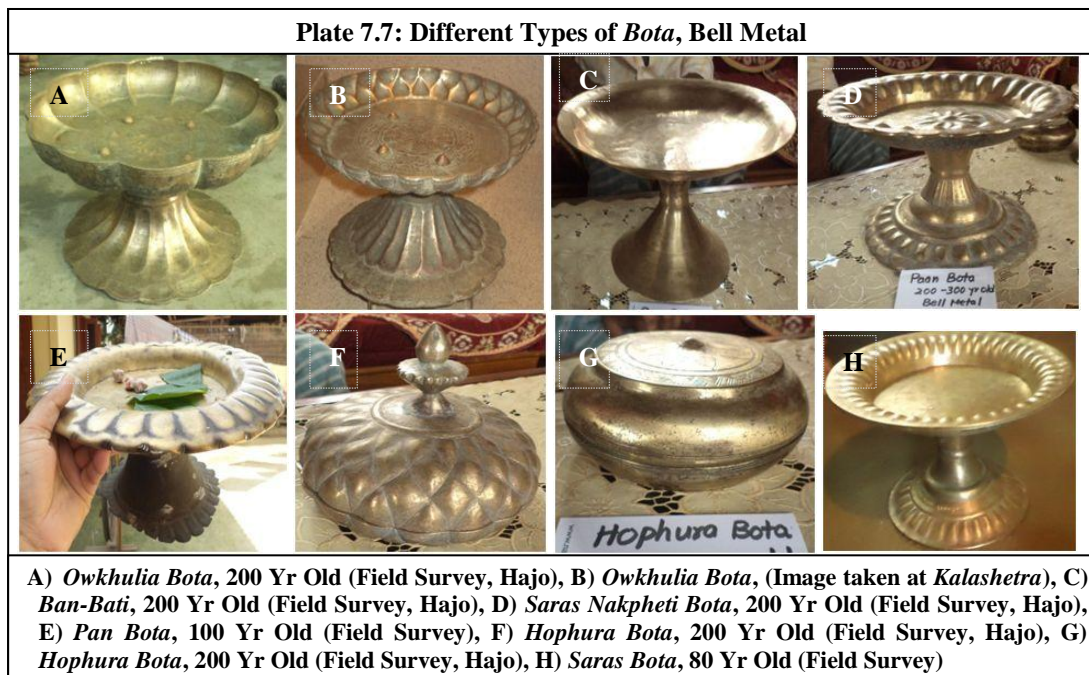 Plate 7.7: Different Types of Bota, Bell Metal
A
B
C
D
Paan Bota
200-300 yr old
Bell Metal
E
F
G
Hophura Bota
H
A) Owkhulia Bota, 200 Yr Old (Field Survey, Hajo), B) Owkhulia Bota, (Image taken at Kalashetra), C)
Ban-Bati, 200 Yr Old (Field Survey, Hajo), D) Saras Nakpheti Bota, 200 Yr Old (Field Survey, Hajo),
E) Pan Bota, 100 Yr Old (Field Survey), F) Hophura Bota, 200 Yr Old (Field Survey, Hajo), G)
Hophura Bota, 200 Yr Old (Field Survey, Hajo), H) Saras Bota, 80 Yr Old (Field Survey)